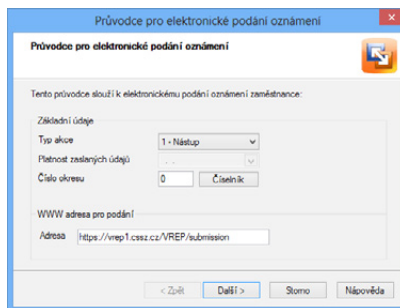 Průvodce pro elektronické podání oznámení
Průvodce pro elektronické podání oznámení
Tento průvodce slouží k elektronickému podání oznámení zaměstnance:
Základní údaje
Typ akce
1 - Nástup
Platnost zaslaných údajů
. .
Číslo okresu
0
Číselník
WWW adresa pro podání
Adresa
https://vrep1.cssz.cz/VREP/submission
< Zpět
Další >
Storno
Nápověda